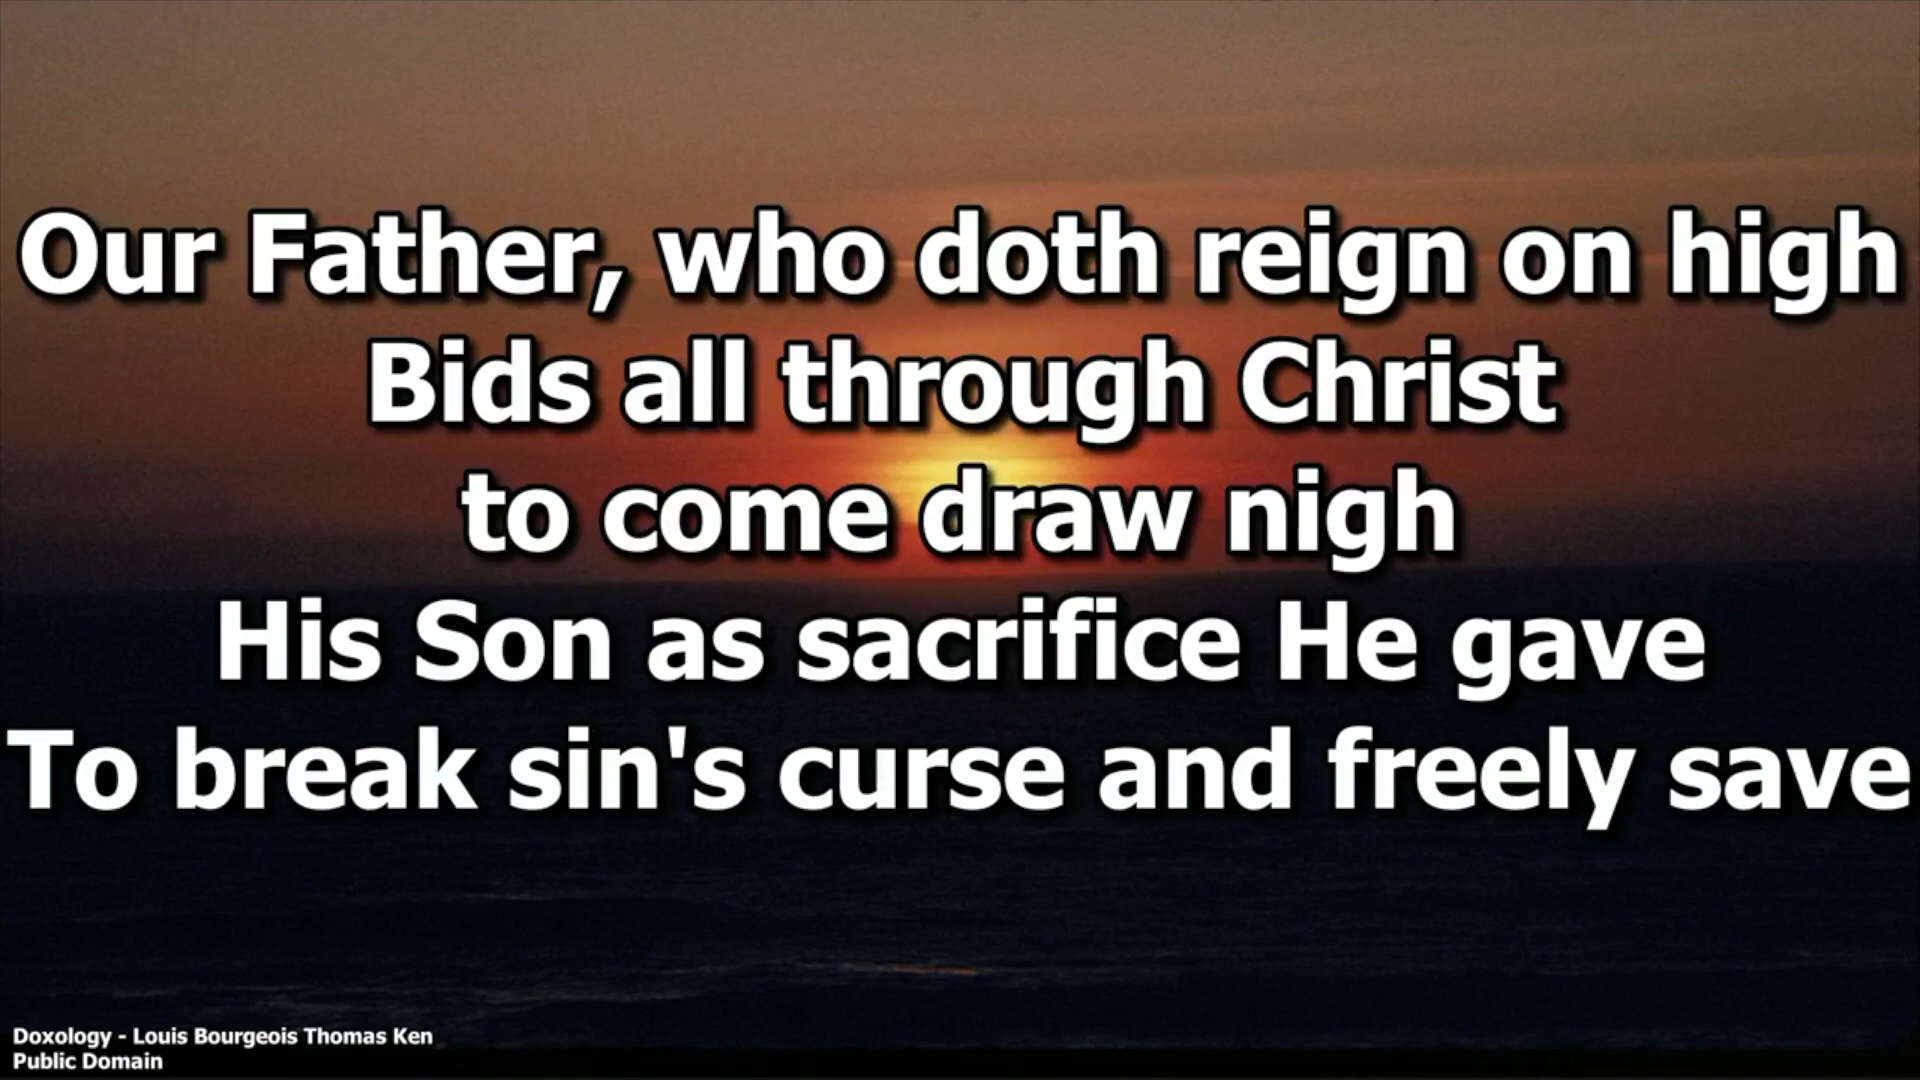 Our Father, who doth reign on high
Bids all through Christ
to come draw nigh
His Son as sacrifice He gave
To break sin's curse and freely save
Doxology - Louis Bourgeois Thomas Ken
Public Domain